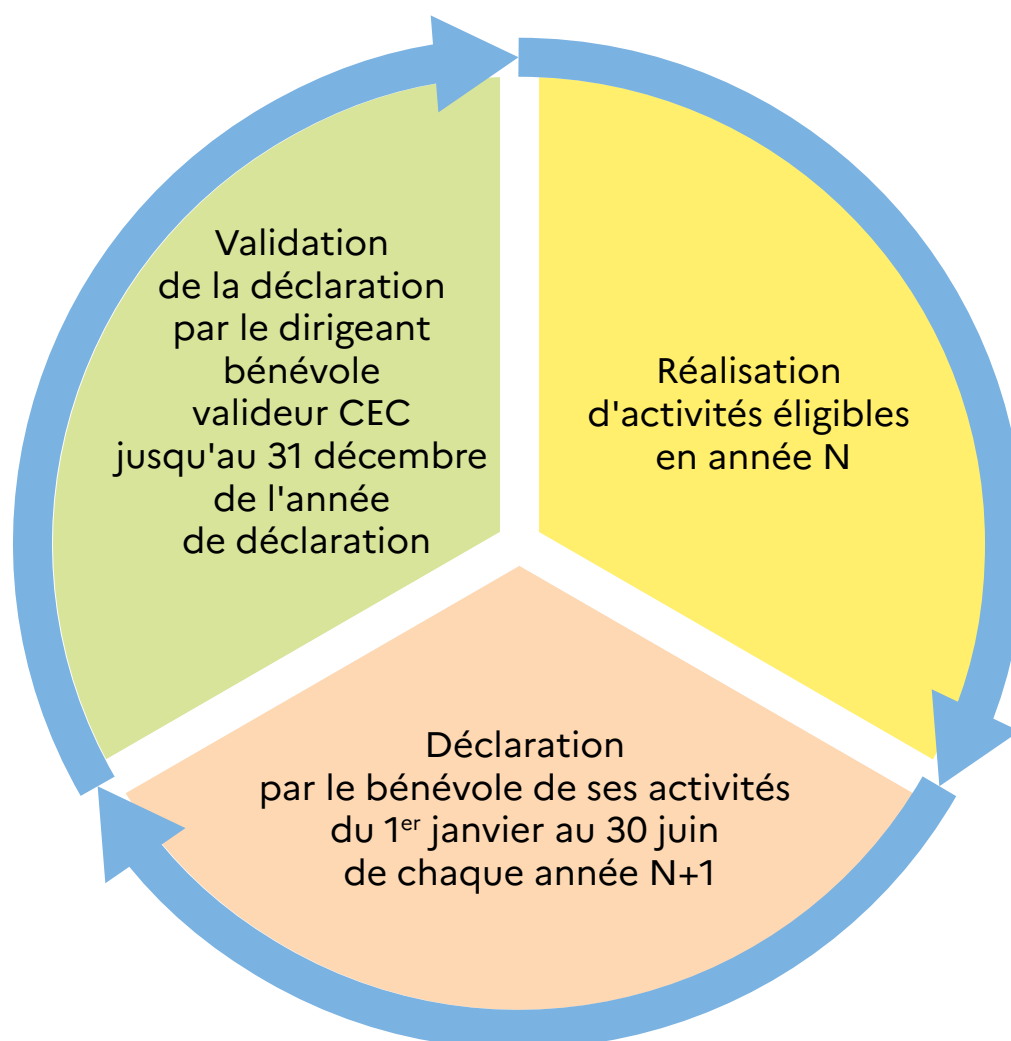 Validation
de la déclaration
par le dirigeant
bénévole
valideur CEC
jusqu'au 31 décembre
de l'année
de déclaration
Réalisation
d'activités éligibles
en année N
Déclaration
par le bénévole de ses activités
du 1er janvier au 30 juin
de chaque année N+1